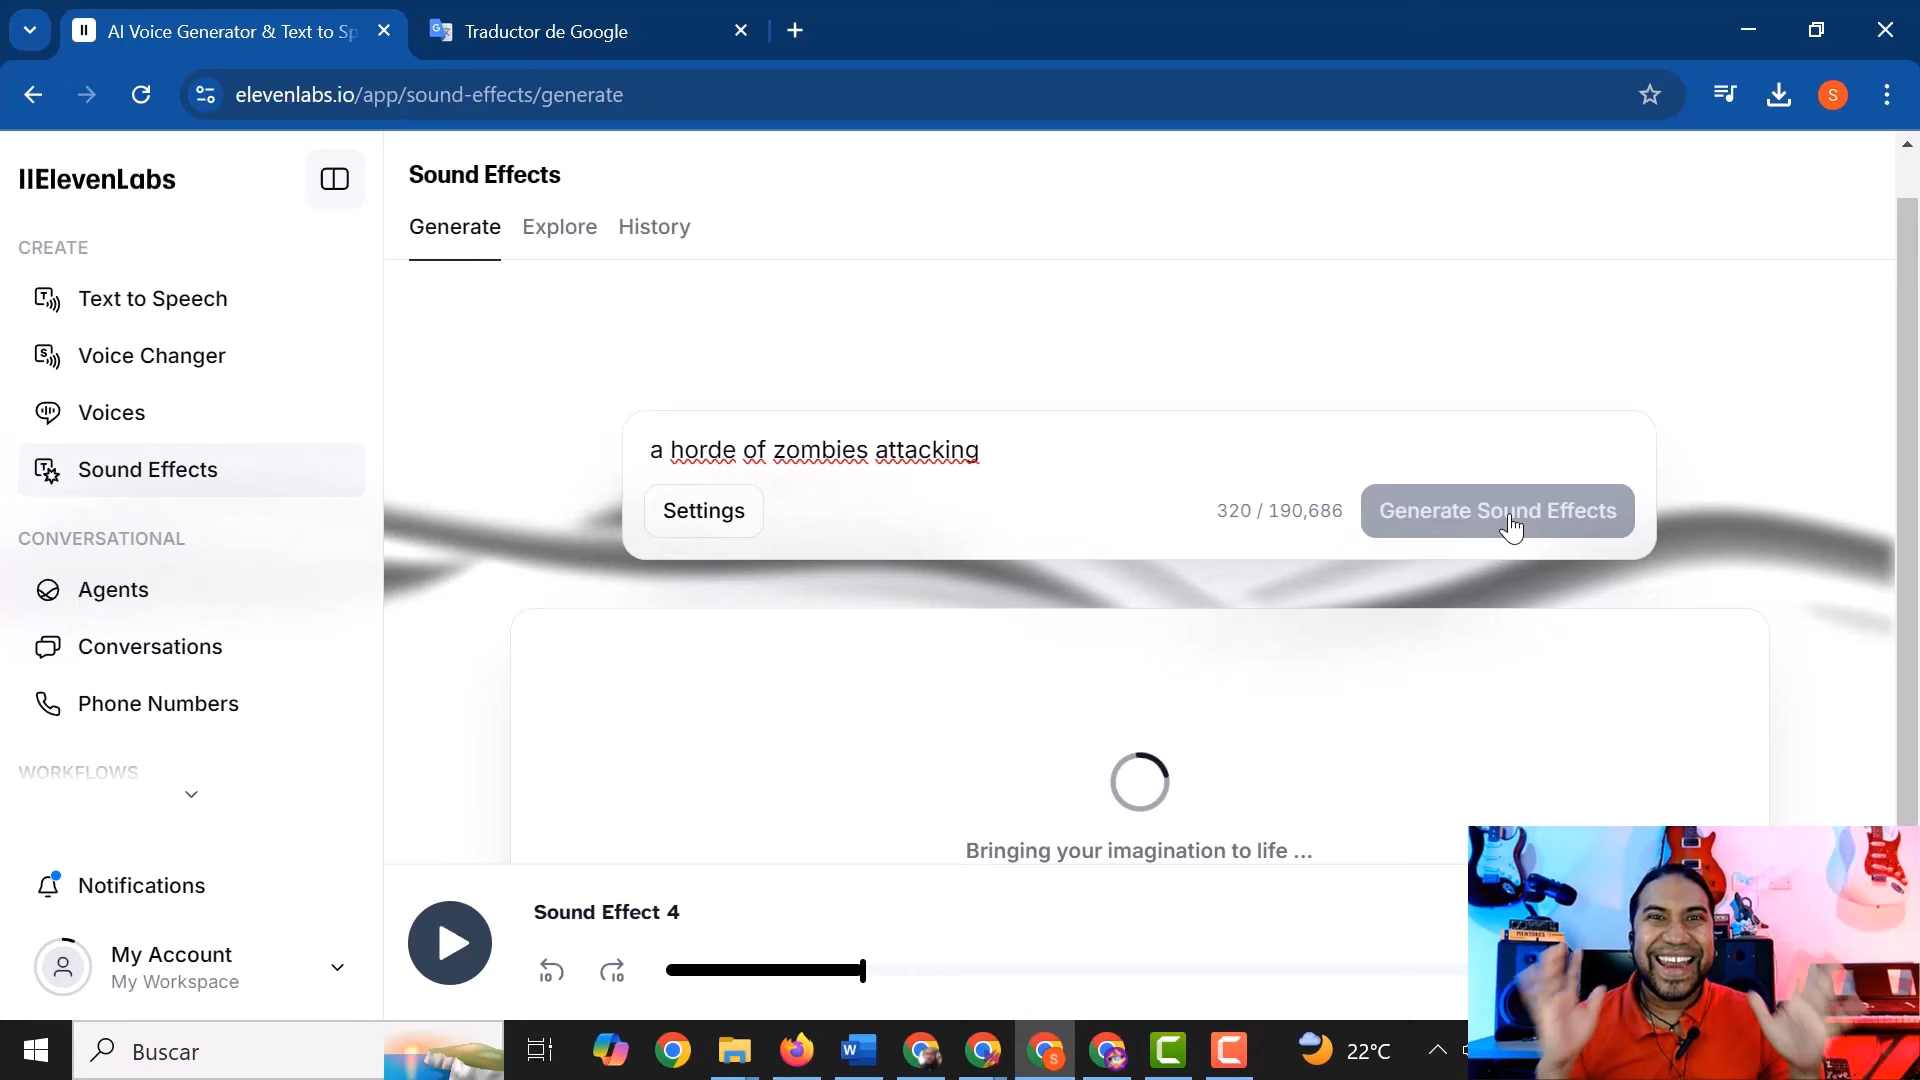 AI Voice Generator & Text to Sp
Traductor de Google
elevenlabs.io/app/sound-effects/generate
S
IIElevenLabs
CREATE
Text to Speech
Voice Changer
Voices
Sound Effects
CONVERSATIONAL
Agents
Conversations
Phone Numbers
WORKFLOWS
Notifications
My Account
My Workspace
Sound Effects
Generate Explore History
a horde of zombies attacking
Settings
320 / 190,686
Generate Sound Effects
Bringing your imagination to life ...
Sound Effect 4
10 10
MENTORES
Buscar
W
S
22°C